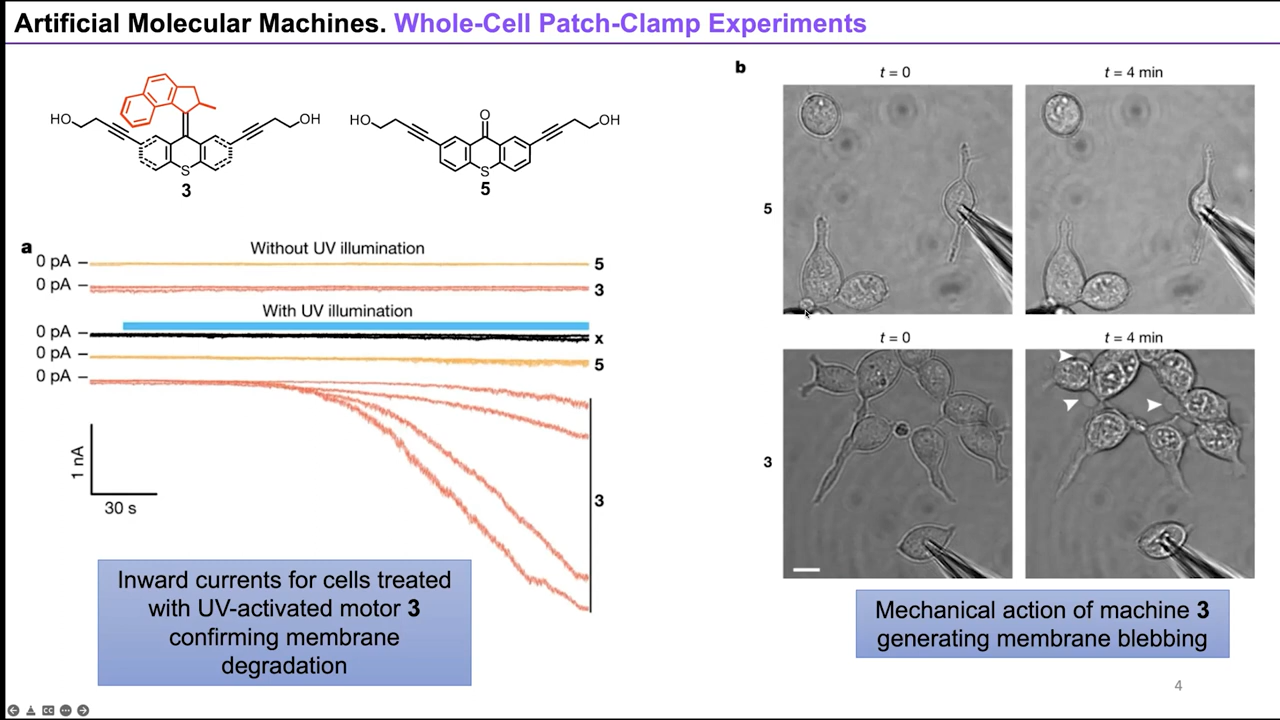 Artificial Molecular Machines. Whole-Cell Patch-Clamp Experiments
HO
OH
S
3
HO
O
OH
S
5
a
Without UV illumination
0 pA
5
0 pA
3
With UV illumination
0 pA
x
0 pA
5
0 pA
3
1 nA
30 s
Inward currents for cells treated
with UV-activated motor 3
confirming membrane
degradation
b
t = 0
t = 4 min
5
t = 0
t = 4 min
3
Mechanical action of machine 3
generating membrane blebbing
4
CC